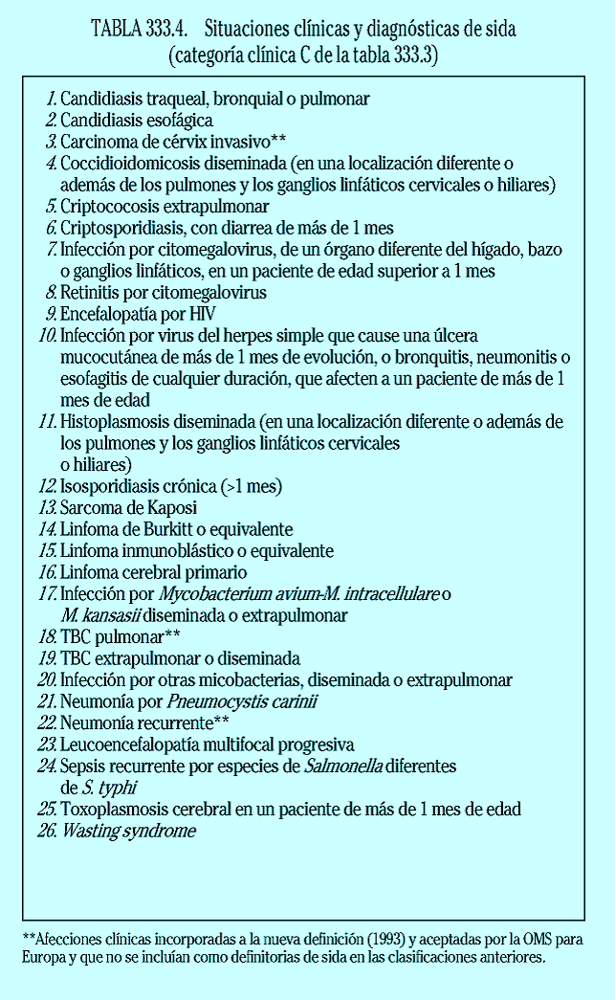 TABLA 333.4. Situaciones clínicas y diagnósticas de sida
(categoría clínica C de la tabla 333.3)
1. Candidiasis traqueal, bronquial o pulmonar
2. Candidiasis esofágica
3. Carcinoma de cérvix invasivo**
4. Coccidioidomicosis diseminada (en una localización diferente o
además de los pulmones y los ganglios linfáticos cervicales o hiliares)
5. Criptococosis extrapulmonar
6. Criptosporidiasis, con diarrea de más de 1 mes
7. Infección por citomegalovirus, de un órgano diferente del hígado, bazo
o ganglios linfáticos, en un paciente de edad superior a 1 mes
8. Retinitis por citomegalovirus
9. Encefalopatía por HIV
10. Infección por virus del herpes simple que cause una úlcera
mucocutánea de más de 1 mes de evolución, o bronquitis, neumonitis o
esofagitis de cualquier duración, que afecten a un paciente de más de 1
mes de edad
11. Histoplasmosis diseminada (en una localización diferente o además de
los pulmones y los ganglios linfáticos cervicales
o hiliares)
12. Isosporidiasis crónica (>1 mes)
13. Sarcoma de Kaposi
14. Linfoma de Burkitt o equivalente
15. Linfoma inmunoblástico o equivalente
16. Linfoma cerebral primario
17. Infección por Mycobacterium avium-M. intracellulare o
M. kansasii diseminada o extrapulmonar
18. TBC pulmonar**
19. TBC extrapulmonar o diseminada
20. Infección por otras micobacterias, diseminada o extrapulmonar
21. Neumonía por Pneumocystis carinii
22. Neumonía recurrente**
23. Leucoencefalopatía multifocal progresiva
24. Sepsis recurrente por especies de Salmonella diferentes
de S. typhi
25. Toxoplasmosis cerebral en un paciente de más de 1 mes de edad
26. Wasting syndrome
**Afecciones clínicas incorporadas a la nueva definición (1993) y aceptadas por la OMS para
Europa y que no se incluían como definitorias de sida en las clasificaciones anteriores.